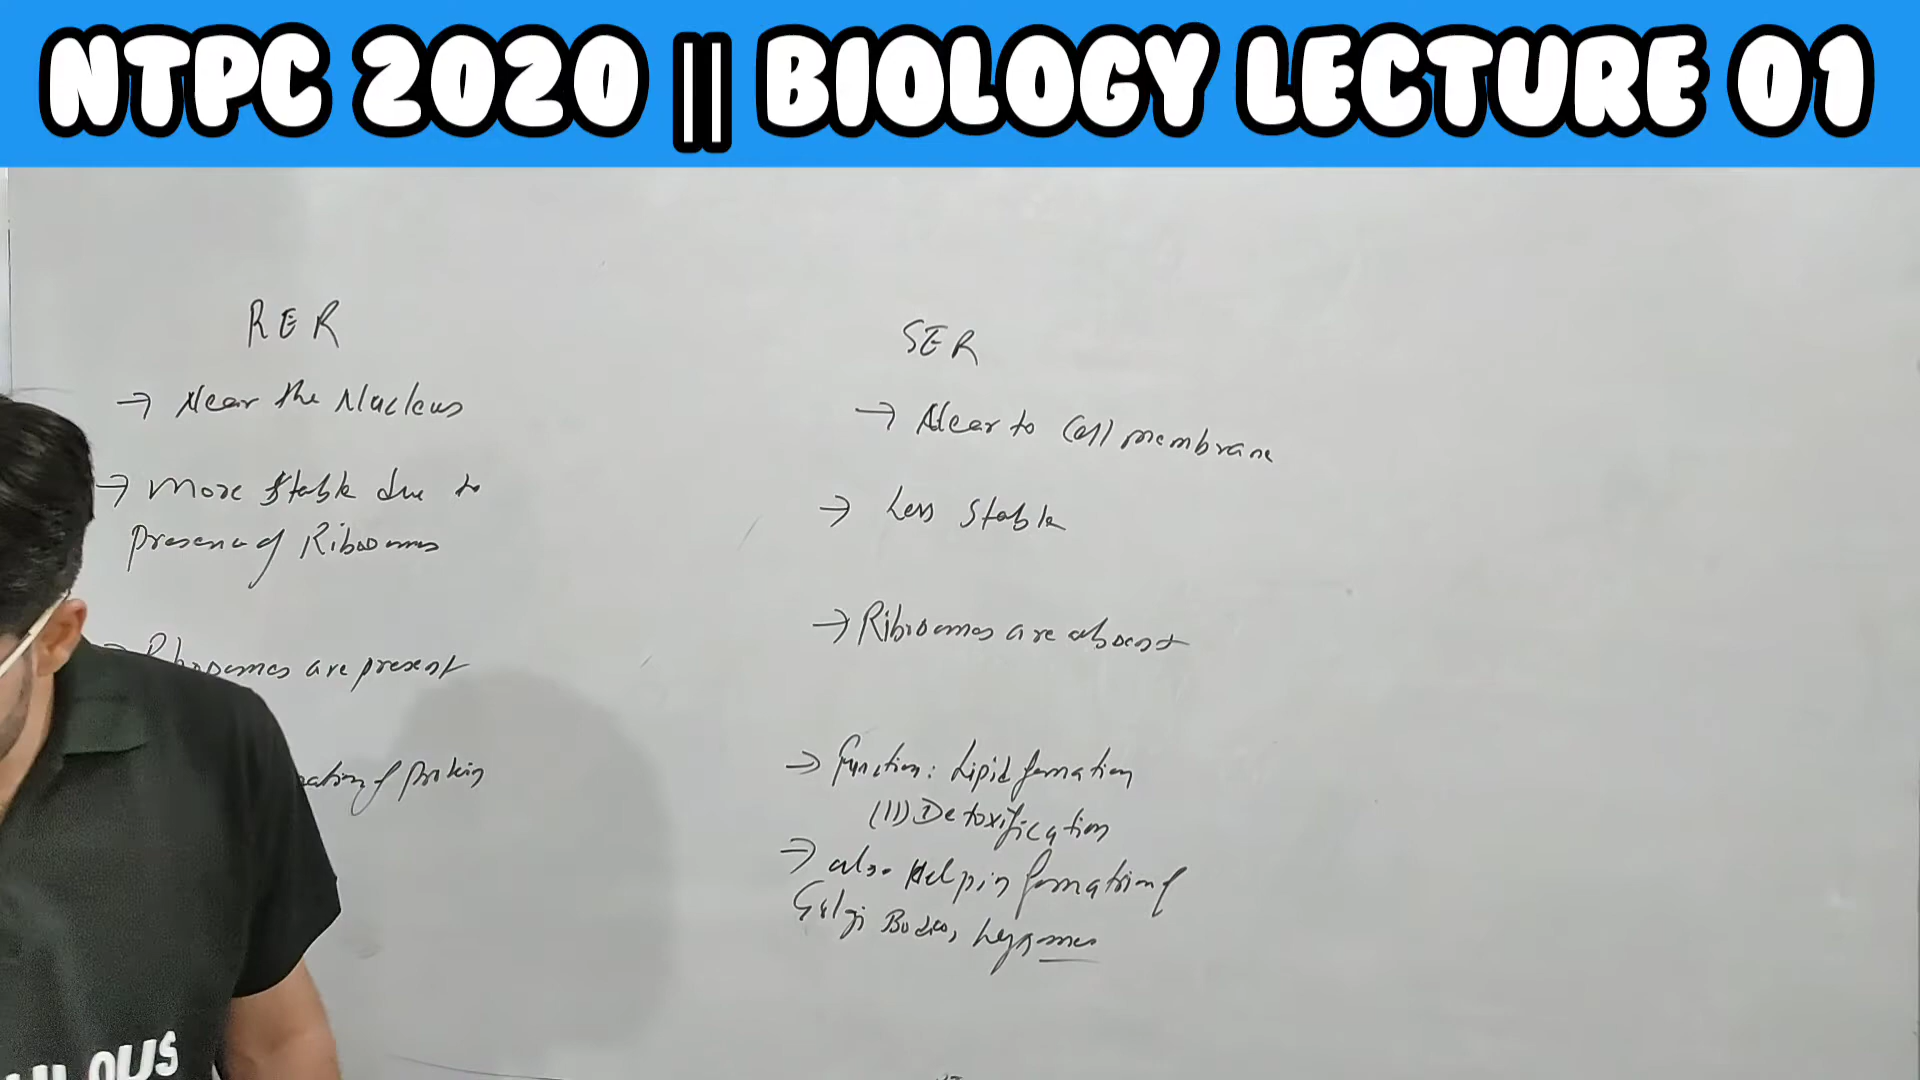 NTPC 2020 || BIOLOGY LECTURE 01
RER
→ Near the Nucleus
→ More stable due to
presence of Ribosomes
→ Ribosomes are present
of protein
SER
→ Near to Cell membrane
→ Less Stable
→ Ribosomes are absent
→ Function: Lipid formation
(II) Detoxification
→ also Help in formation of
Golgi Bodies,